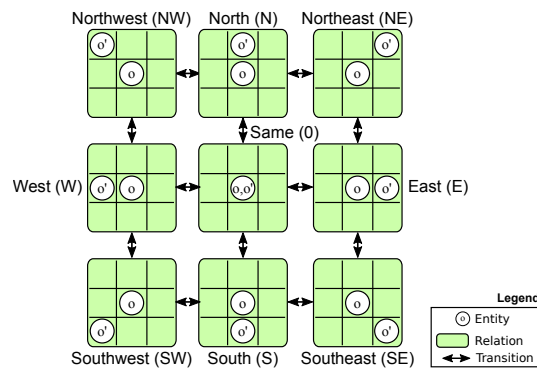 Northwest (NW) North (N) Northeast (NE)
o' o' o'
o o o
Same (0)
West (W) o' o o,o' o o' East (E)
o o o
o' o' o'
Southwest (SW) South (S) Southeast (SE)
Legend
o Entity
Relation
Transition